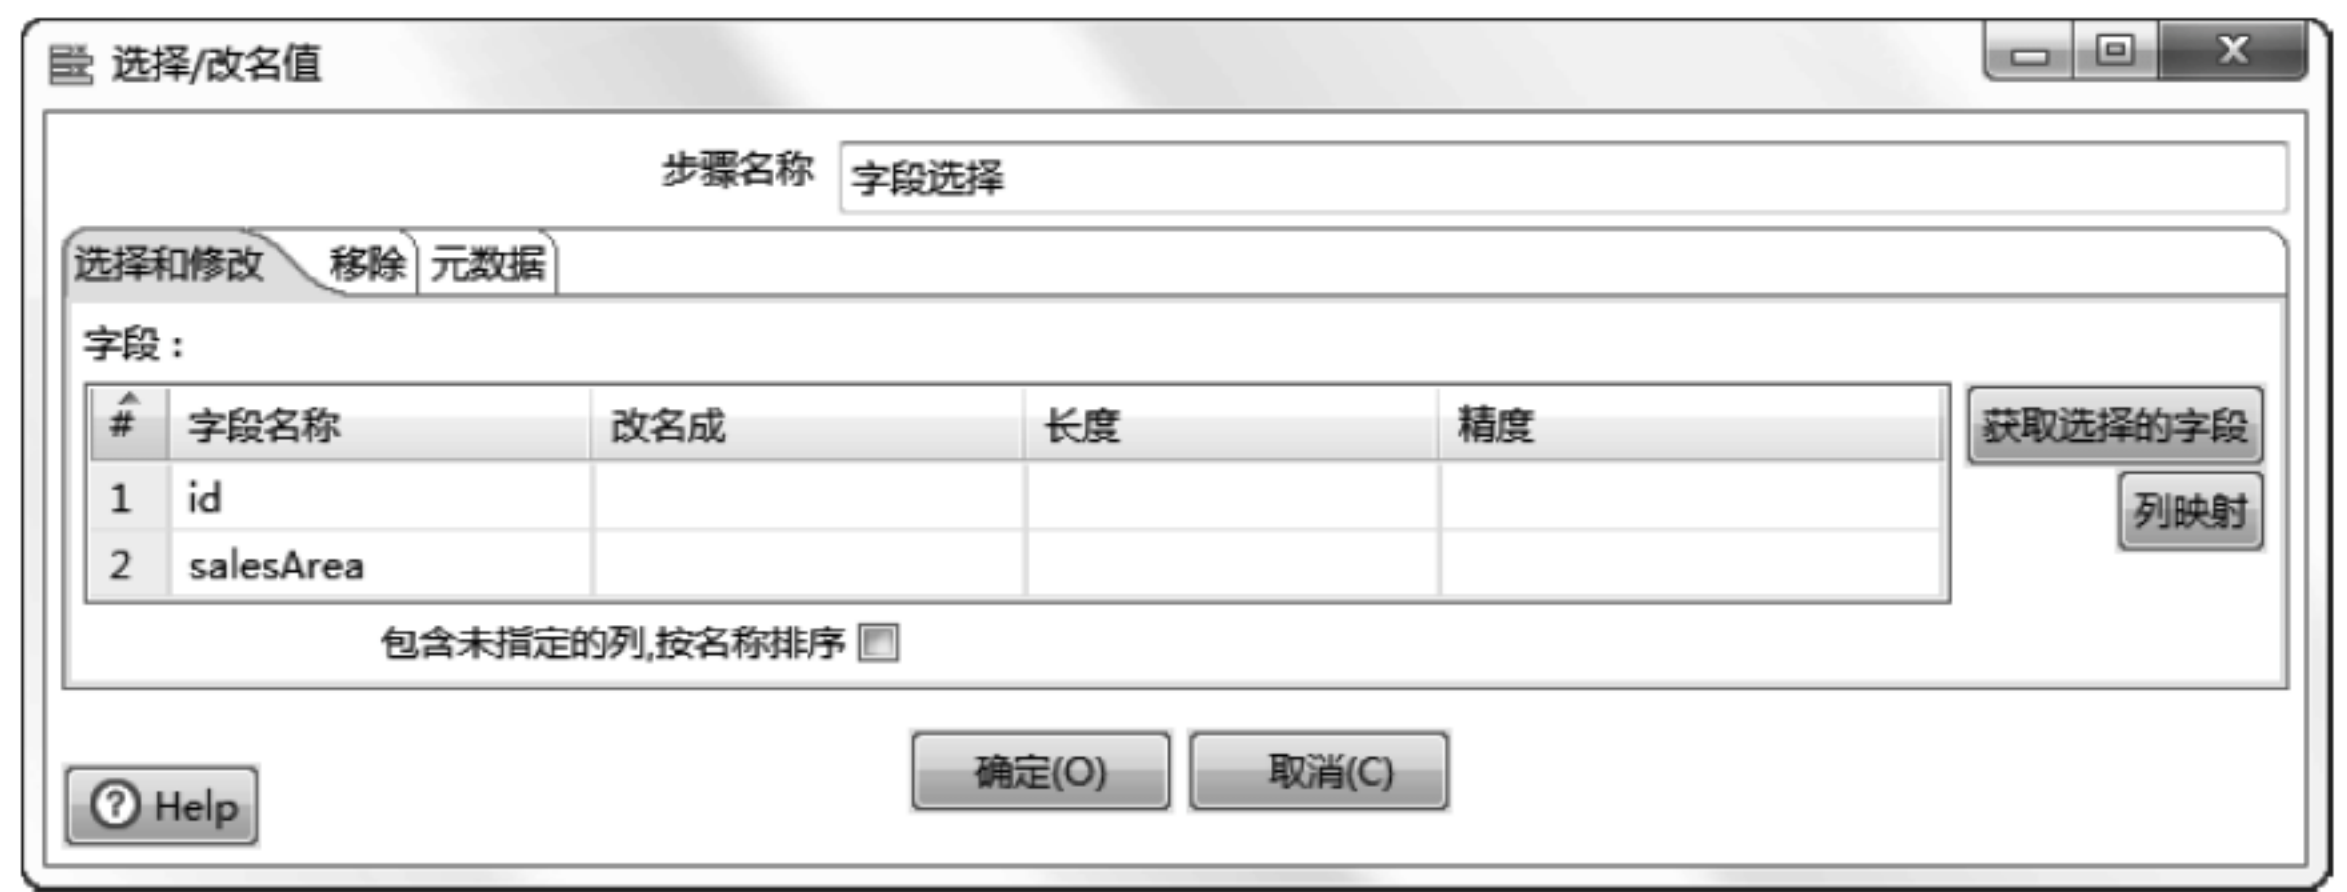 选择/改名值
步骤名称 字段选择
选择和修改 移除 元数据
字段：
# 字段名称 改名成 长度 精度 获取选择的字段
1 id
列映射
2 salesArea
包含未指定的列,按名称排序
确定(O) 取消(C)
? Help